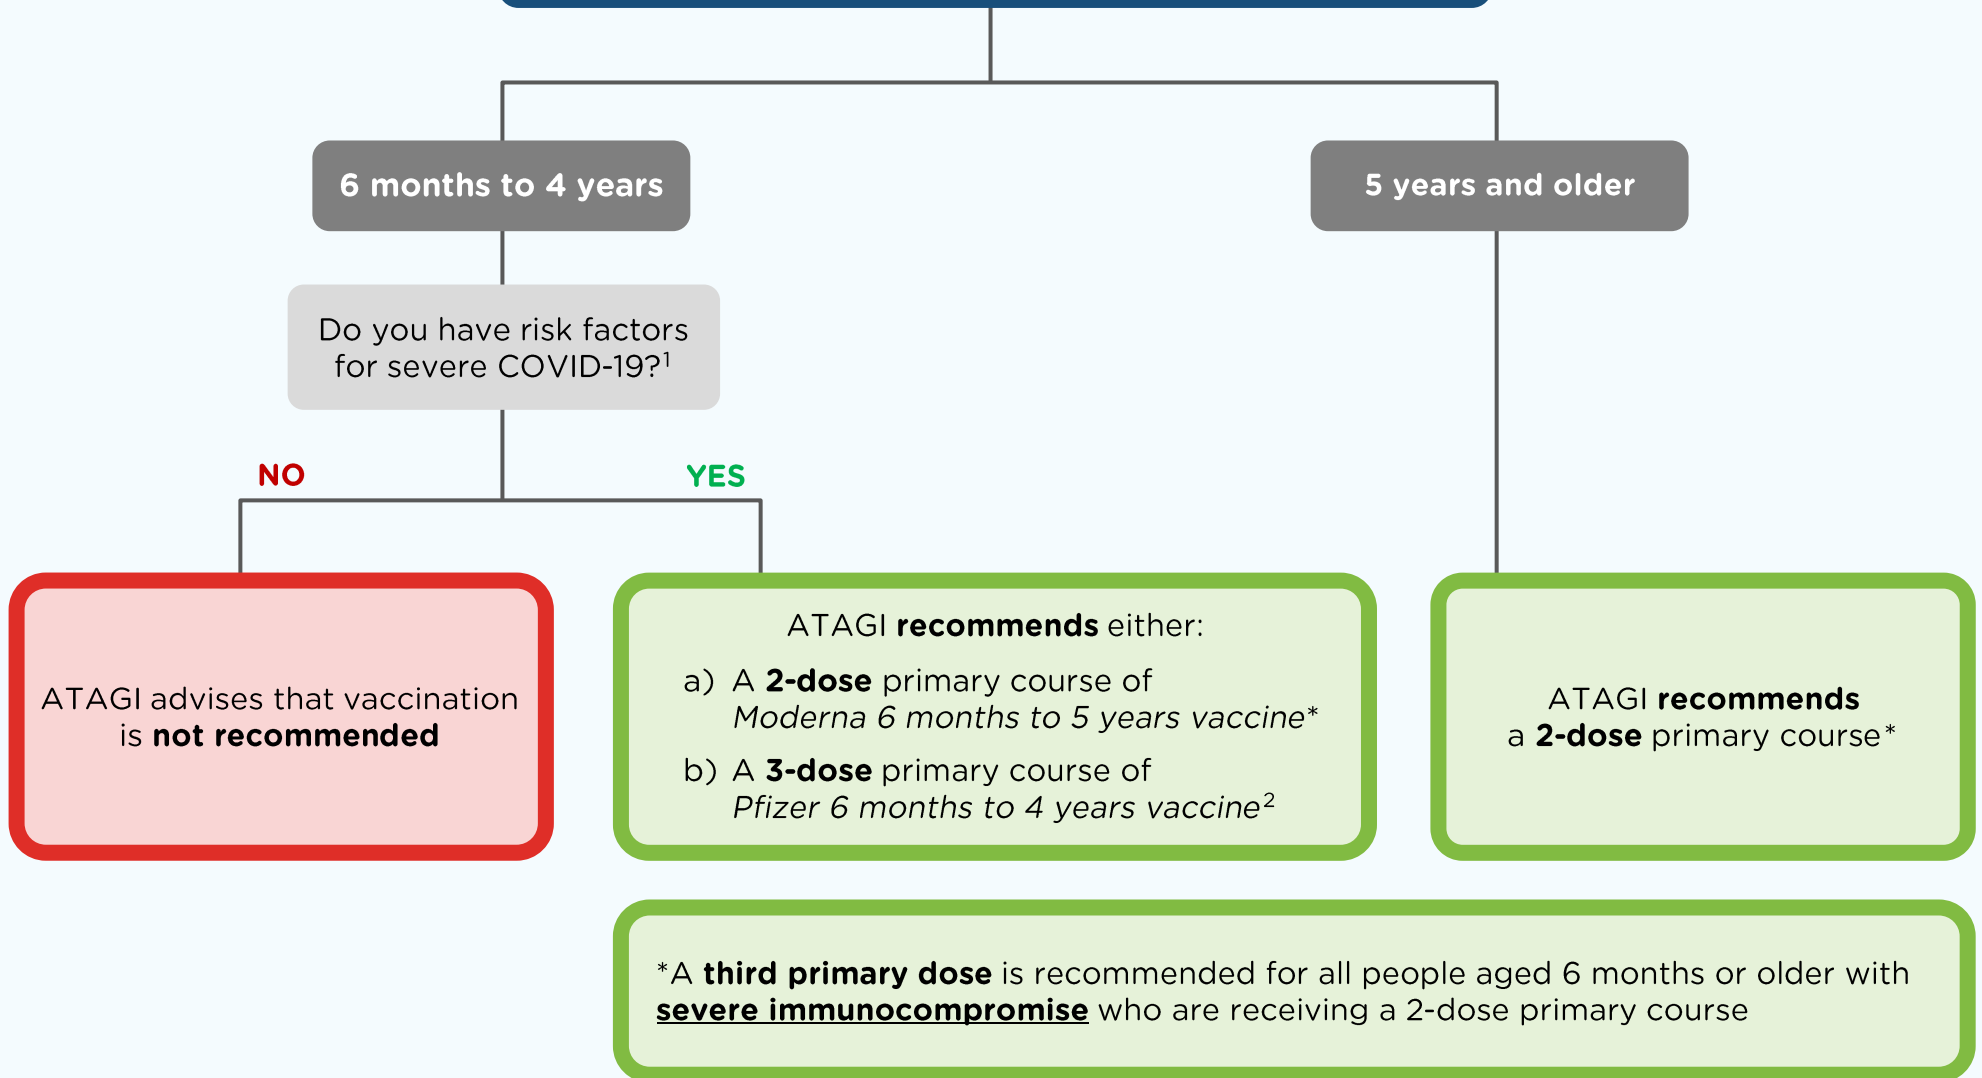 6 months to 4 years
5 years and older
Do you have risk factors
for severe COVID-19?¹
NO
YES
ATAGI advises that vaccination
is not recommended
ATAGI recommends either:
a) A 2-dose primary course of
Moderna 6 months to 5 years vaccine*
b) A 3-dose primary course of
Pfizer 6 months to 4 years vaccine²
ATAGI recommends
a 2-dose primary course*
*A third primary dose is recommended for all people aged 6 months or older with
severe immunocompromise who are receiving a 2-dose primary course